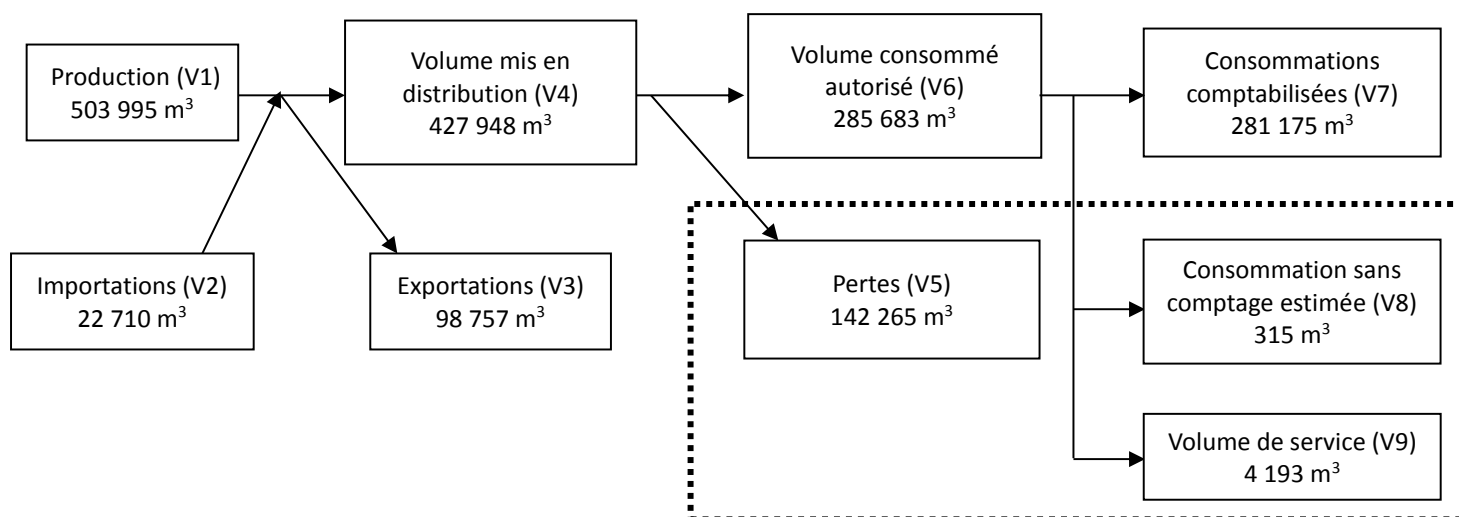 Production (V1)
503 995 m³
Volume mis en
distribution (V4)
427 948 m³
Volume consommé
autorisé (V6)
285 683 m³
Consommations
comptabilisées (V7)
281 175 m³
Importations (V2)
22 710 m³
Exportations (V3)
98 757 m³
Pertes (V5)
142 265 m³
Consommation sans
comptage estimée (V8)
315 m³
Volume de service (V9)
4 193 m³